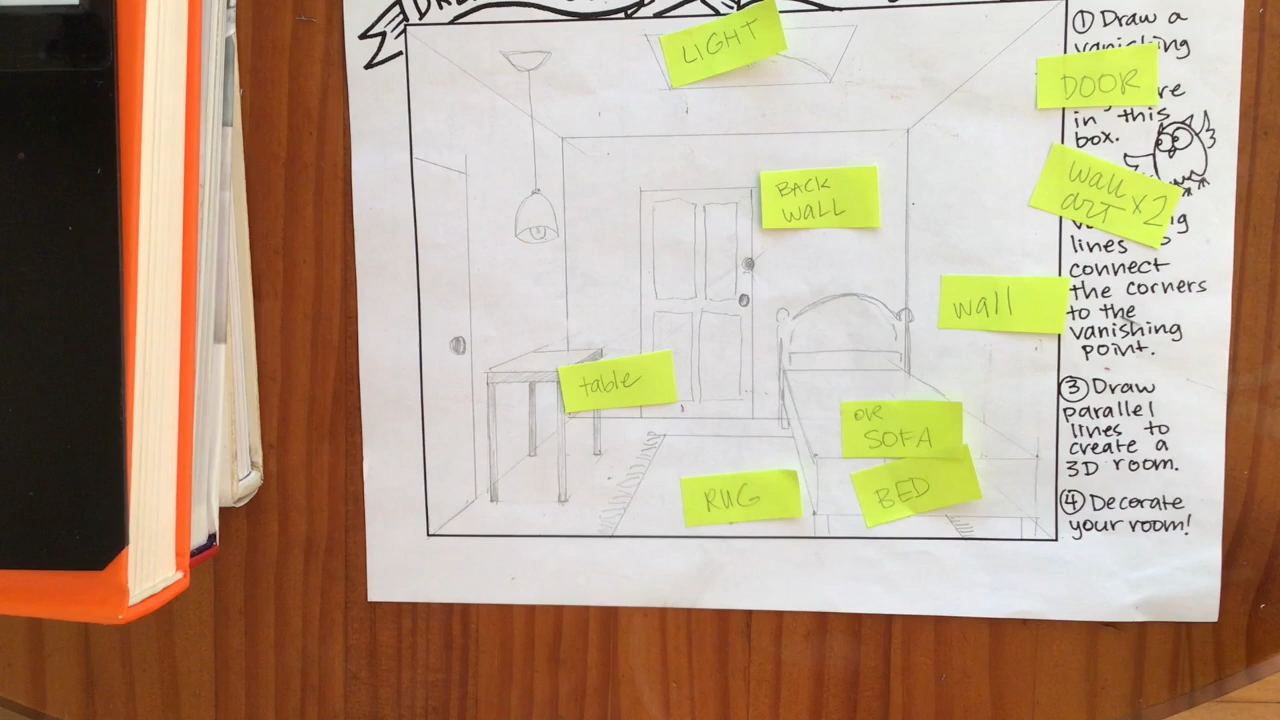 LIGHT
① Draw a
vanishing
DOOR
re
in this
box.
BACK
WALL
wall
art x2
g
lines
connect
the corners
to the
vanishing
point.
wall
table
③ Draw
parallel
lines to
create a
3D room.
OR
SOFA
RUG
BED
④ Decorate
your room!